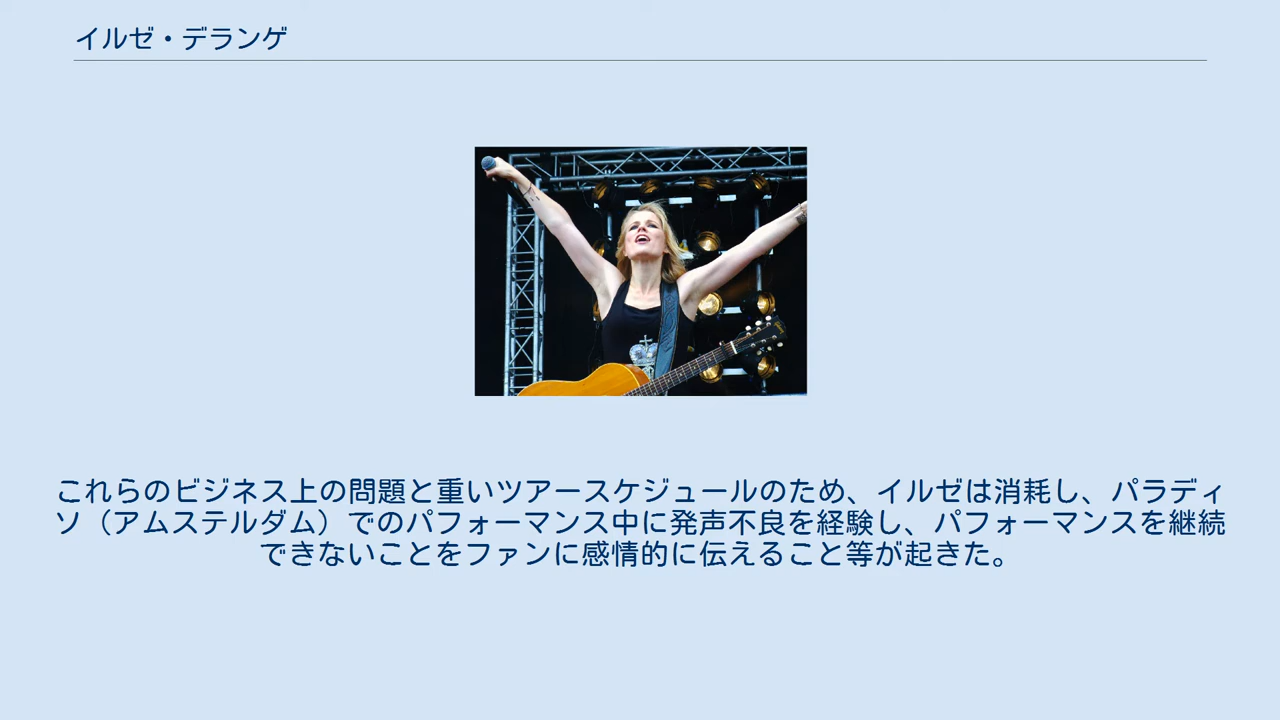 イルゼ・デランゲ
これらのビジネス上の問題と重いツアースケジュールのため、イルゼは消耗し、パラディ
ソ（アムステルダム）でのパフォーマンス中に発声不良を経験し、パフォーマンスを継続
できないことをファンに感情的に伝えること等が起きた。